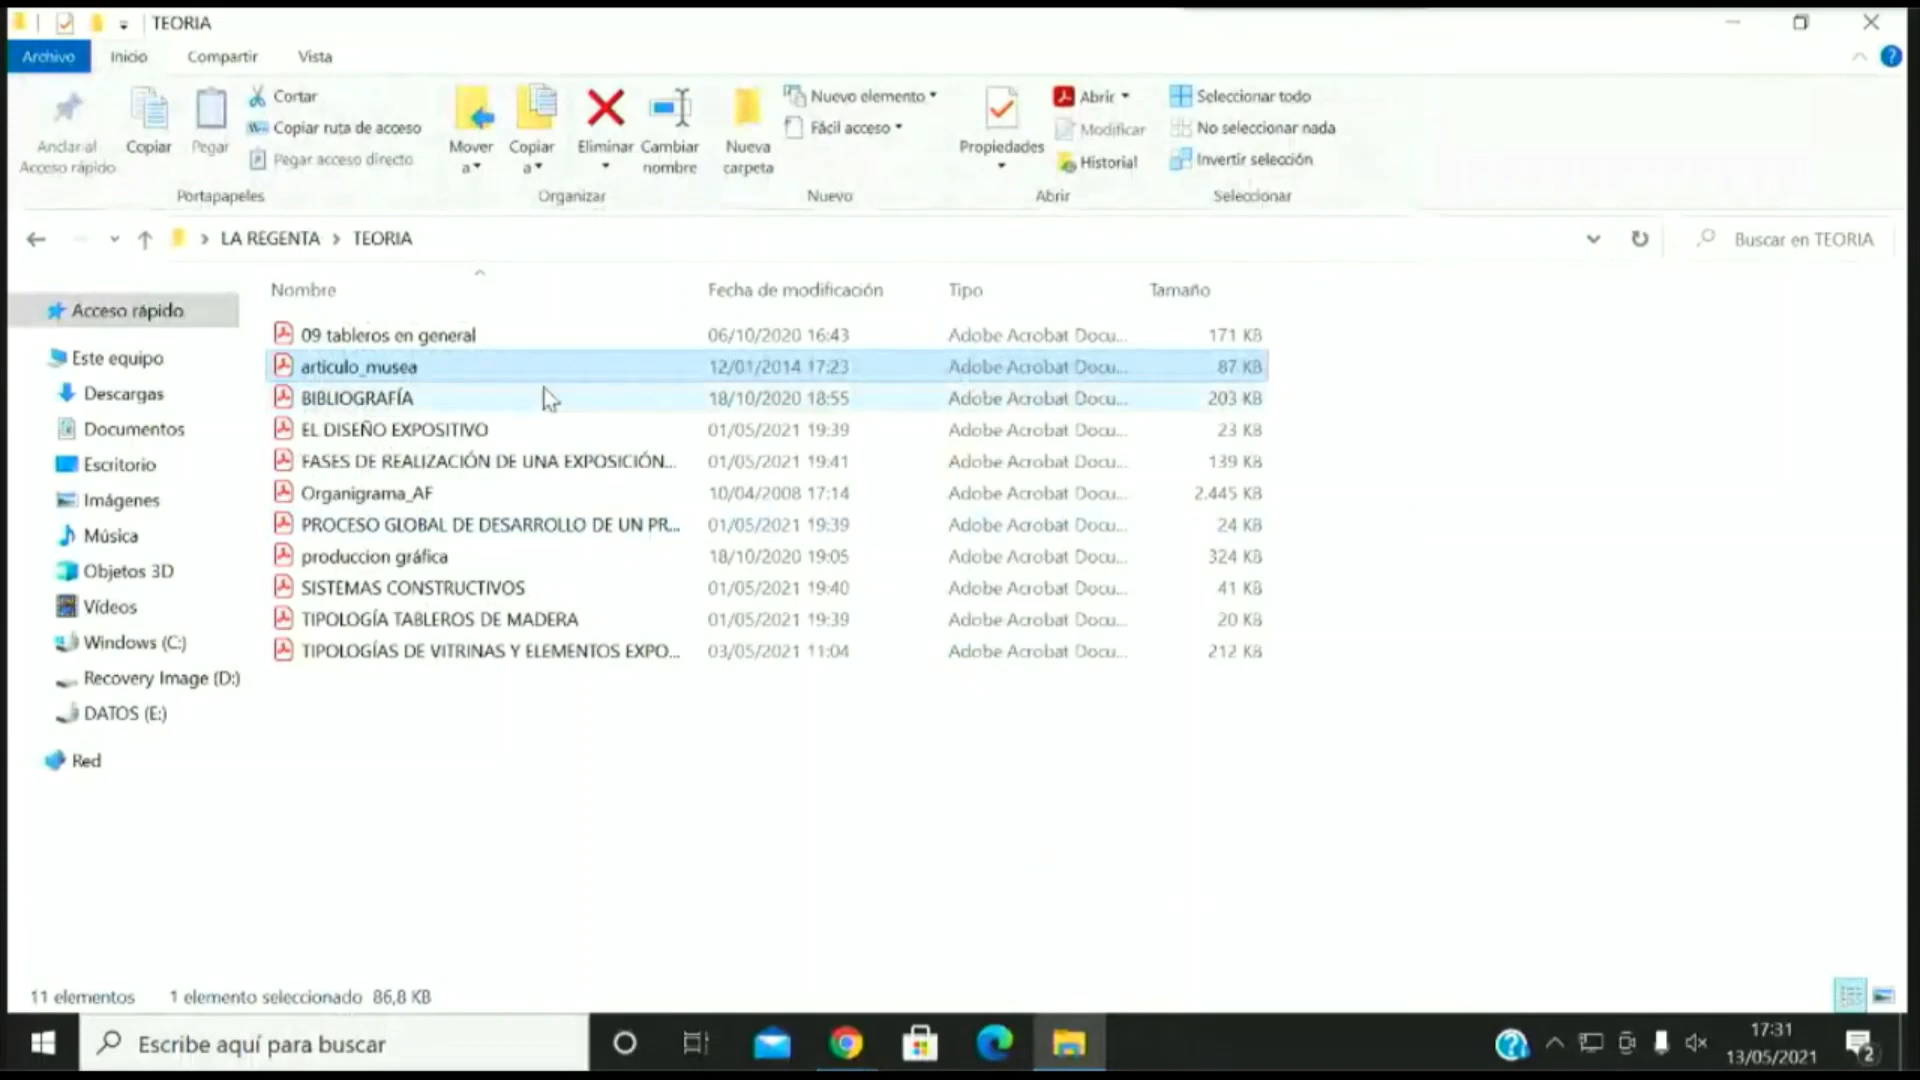 TEORIA
Archivo Inicio Compartir Vista
Anclar al Acceso rápido
Copiar
Pegar
Cortar
Copiar ruta de acceso
Pegar acceso directo
Portapapeles
Mover a
Copiar a
Eliminar
Cambiar nombre
Organizar
Nueva carpeta
Nuevo elemento
Fácil acceso
Nuevo
Propiedades
Abrir
Modificar
Historial
Abrir
Seleccionar todo
No seleccionar nada
Invertir selección
Seleccionar
LA REGENTA > TEORIA
Buscar en TEORIA
Acceso rápido
Este equipo
Descargas
Documentos
Escritorio
Imágenes
Música
Objetos 3D
Vídeos
Windows (C:)
Recovery Image (D:)
DATOS (E:)
Red
Nombre Fecha de modificación Tipo Tamaño
09 tableros en general 06/10/2020 16:43 Adobe Acrobat Docu... 171 KB
articulo_musea 12/01/2014 17:23 Adobe Acrobat Docu... 87 KB
BIBLIOGRAFÍA 18/10/2020 18:55 Adobe Acrobat Docu... 203 KB
EL DISEÑO EXPOSITIVO 01/05/2021 19:39 Adobe Acrobat Docu... 23 KB
FASES DE REALIZACIÓN DE UNA EXPOSICIÓN... 01/05/2021 19:41 Adobe Acrobat Docu... 139 KB
Organigrama_AF 10/04/2008 17:14 Adobe Acrobat Docu... 2.445 KB
PROCESO GLOBAL DE DESARROLLO DE UN PR... 01/05/2021 19:39 Adobe Acrobat Docu... 24 KB
produccion gráfica 18/10/2020 19:05 Adobe Acrobat Docu... 324 KB
SISTEMAS CONSTRUCTIVOS 01/05/2021 19:40 Adobe Acrobat Docu... 41 KB
TIPOLOGÍA TABLEROS DE MADERA 01/05/2021 19:39 Adobe Acrobat Docu... 20 KB
TIPOLOGÍAS DE VITRINAS Y ELEMENTOS EXPO... 03/05/2021 11:04 Adobe Acrobat Docu... 212 KB
11 elementos 1 elemento seleccionado 86,8 KB
Escribe aquí para buscar
17:31
13/05/2021
2